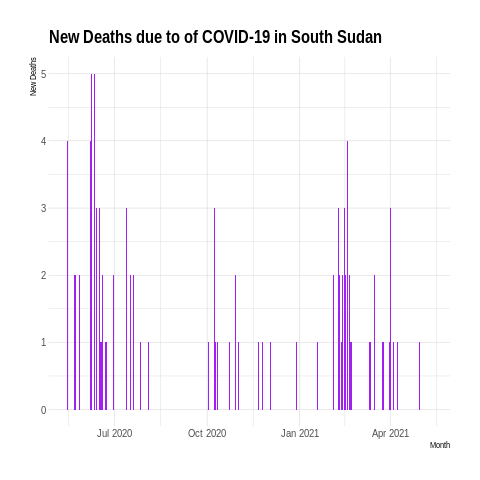 New Deaths due to of COVID-19 in South Sudan
New Deaths
5
4
3
2
1
0
Jul 2020 Oct 2020 Jan 2021 Apr 2021
Month